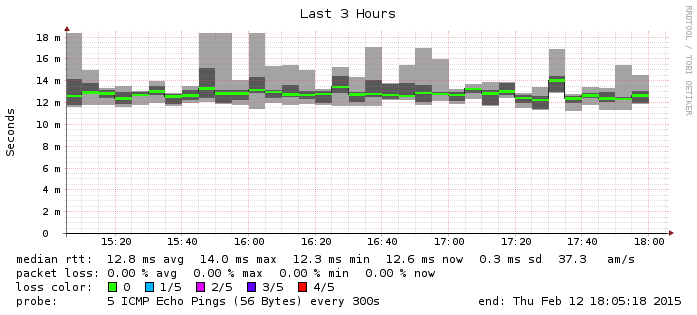 Last 3 Hours
RRDTOOL / TOBI OETIKER
Seconds
18 m
16 m
14 m
12 m
10 m
8 m
6 m
4 m
2 m
0
15:20 15:40 16:00 16:20 16:40 17:00 17:20 17:40 18:00
median rtt: 12.8 ms avg 14.0 ms max 12.3 ms min 12.6 ms now 0.3 ms sd 37.3 am/s
packet loss: 0.00 % avg 0.00 % max 0.00 % min 0.00 % now
loss color: 0 1/5 2/5 3/5 4/5
probe: 5 ICMP Echo Pings (56 Bytes) every 300s end: Thu Feb 12 18:05:18 2015